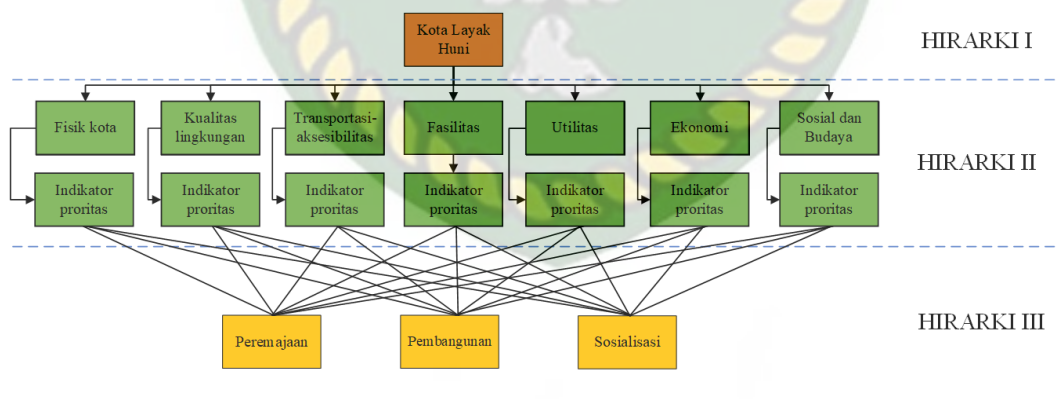 Kota Layak
Huni
HIRARKI I
Fisik kota
Kualitas
lingkungan
Transportasi-
aksesibilitas
Fasilitas
Utilitas
Ekonomi
Sosial dan
Budaya
HIRARKI II
Indikator
proritas
Indikator
proritas
Indikator
proritas
Indikator
proritas
Indikator
proritas
Indikator
proritas
Indikator
proritas
Peremajaan
Pembangunan
Sosialisasi
HIRARKI III